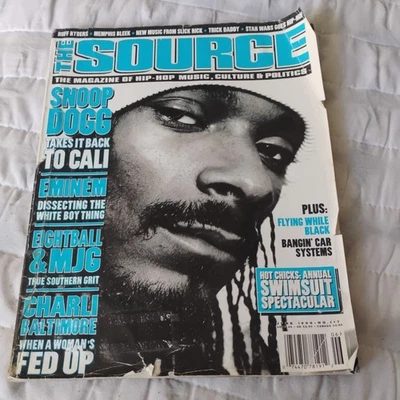 RUFF RYDERS • MEMPHIS BLEEK • NEW MUSIC FROM SLICK RICK • TRICK DADDY • STAR WARS GOES HIP-HOP
THE SOURCE
THE MAGAZINE OF HIP-HOP MUSIC, CULTURE & POLITICS
SNOOP
DOGG
TAKES IT BACK
TO CALI
EMINEM
DISSECTING THE
WHITE BOY THING
EIGHTBALL
& MJG
TRUE SOUTHERN GRIT
CHARLI
BALTIMORE
WHEN A WOMAN'S
FED UP
PLUS:
FLYING WHILE
BLACK
BANGIN' CAR
SYSTEMS
HOT CHICKS: ANNUAL
SWIMSUIT
SPECTACULAR